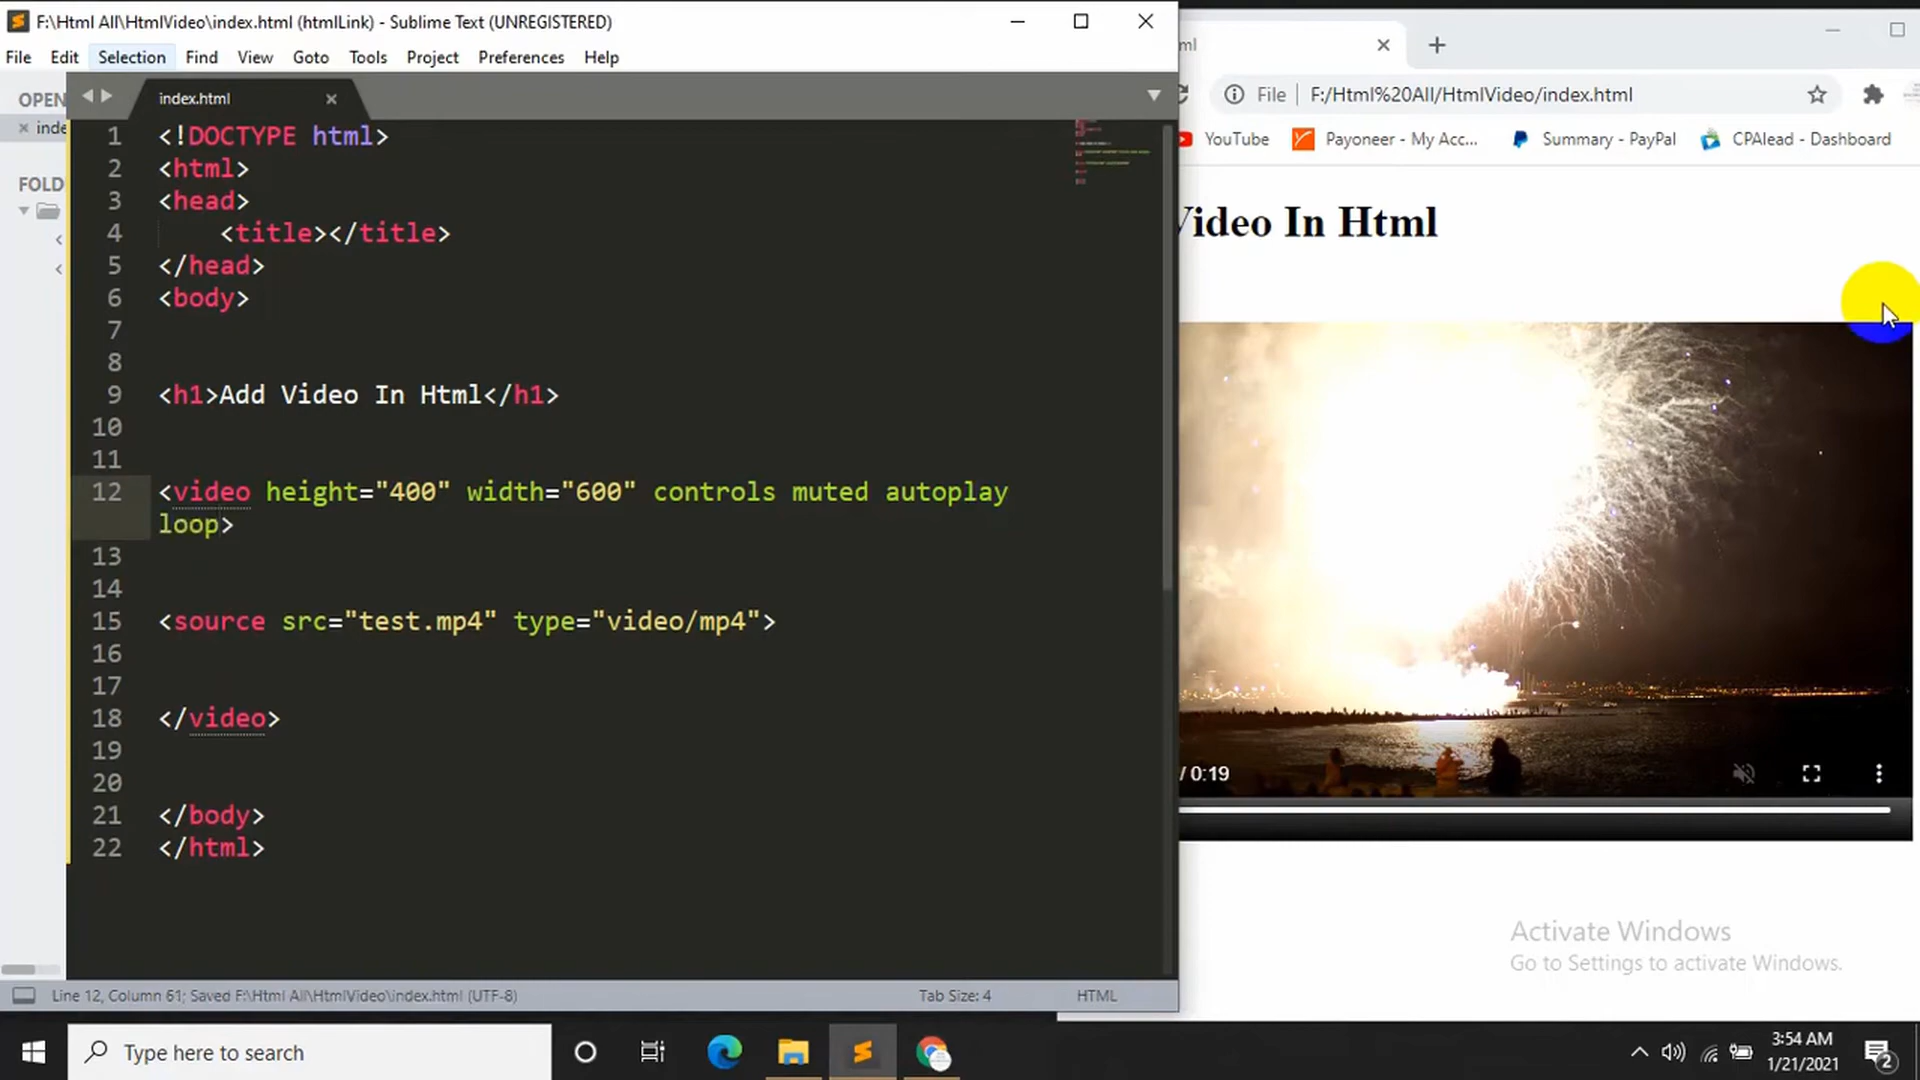 F:\Html All\HtmlVideo\index.html (htmlLink) - Sublime Text (UNREGISTERED)
File Edit Selection Find View Goto Tools Project Preferences Help
OPEN
index.html
inde
FOLD
1 <!DOCTYPE html>
2 <html>
3 <head>
4 <title></title>
5 </head>
6 <body>
7
8
9 <h1>Add Video In Html</h1>
10
11
12 <video height="400" width="600" controls muted autoplay
loop>
13
14
15 <source src="test.mp4" type="video/mp4">
16
17
18 </video>
19
20
21 </body>
22 </html>
Line 12, Column 61; Saved F:\Html All\HtmlVideo\index.html (UTF-8)
Tab Size: 4
HTML
ml
File F:/Html%20All/HtmlVideo/index.html
YouTube Payoneer - My Acc... Summary - PayPal CPAlead - Dashboard
Video In Html
/ 0:19
Activate Windows
Go to Settings to activate Windows.
Type here to search
3:54 AM
1/21/2021
2